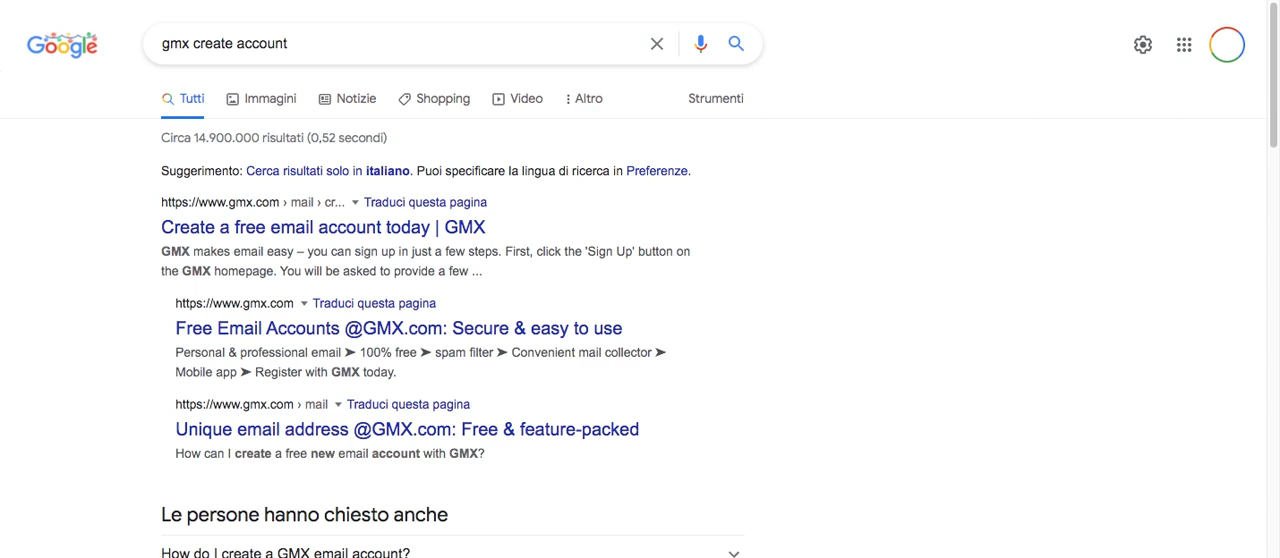 Google
gmx create account
Tutti Immagini Notizie Shopping Video Altro Strumenti
Circa 14.900.000 risultati (0,52 secondi)
Suggerimento: Cerca risultati solo in italiano. Puoi specificare la lingua di ricerca in Preferenze.
https://www.gmx.com › mail › cr... Traduci questa pagina
Create a free email account today | GMX
GMX makes email easy – you can sign up in just a few steps. First, click the 'Sign Up' button on
the GMX homepage. You will be asked to provide a few ...
https://www.gmx.com Traduci questa pagina
Free Email Accounts @GMX.com: Secure & easy to use
Personal & professional email ➤ 100% free ➤ spam filter ➤ Convenient mail collector ➤
Mobile app ➤ Register with GMX today.
https://www.gmx.com › mail Traduci questa pagina
Unique email address @GMX.com: Free & feature-packed
How can I create a free new email account with GMX?
Le persone hanno chiesto anche
How do I create a GMX email account?